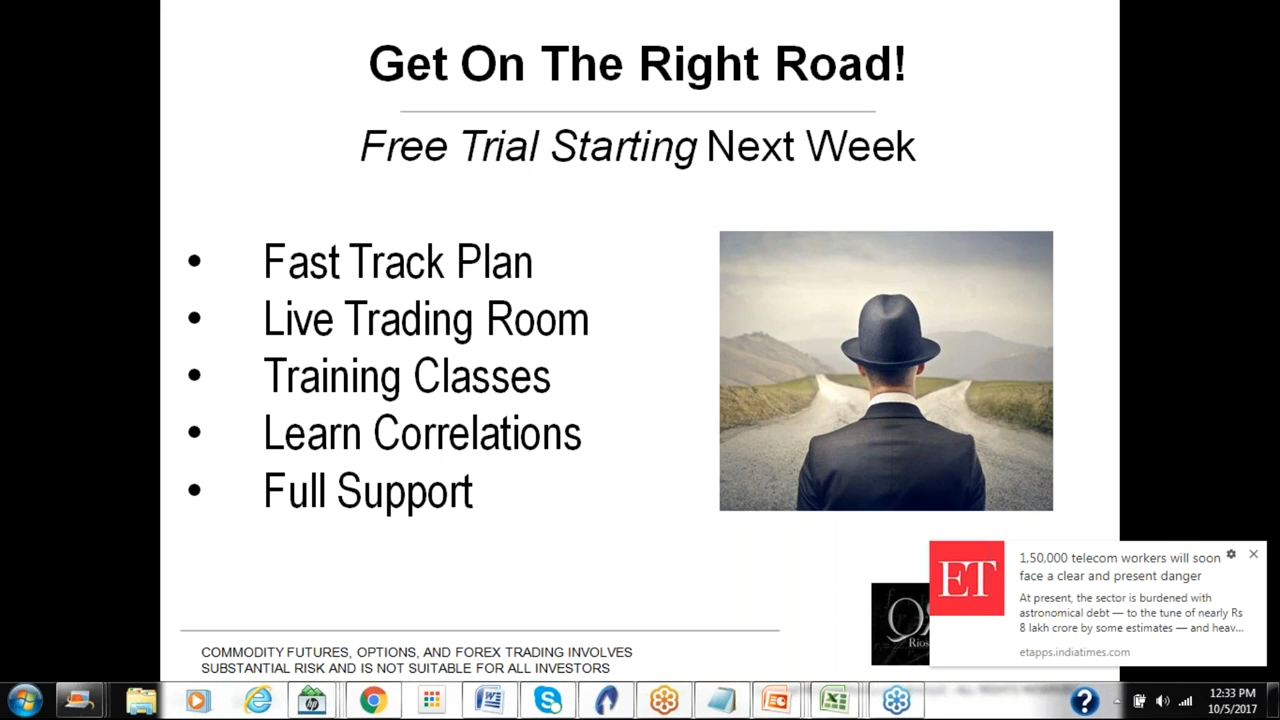 Get On The Right Road!
Free Trial Starting Next Week
• Fast Track Plan
• Live Trading Room
• Training Classes
• Learn Correlations
• Full Support
COMMODITY FUTURES, OPTIONS, AND FOREX TRADING INVOLVES
SUBSTANTIAL RISK AND IS NOT SUITABLE FOR ALL INVESTORS
ET
1,50,000 telecom workers will soon
face a clear and present danger
At present, the sector is burdened with
astronomical debt — to the tune of nearly Rs
8 lakh crore by some estimates — and heav...
etapps.indiatimes.com
12:33 PM
10/5/2017